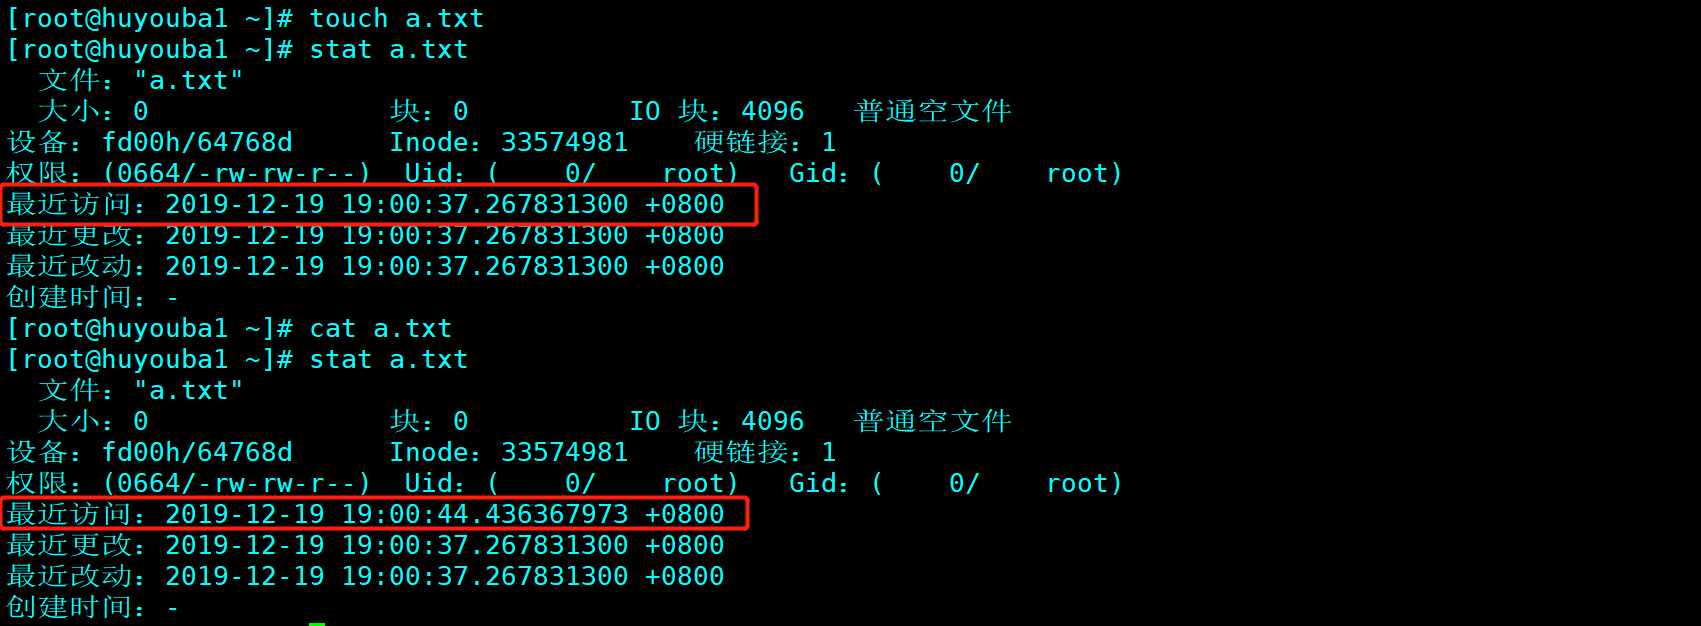 [root@huyouba1 ~]# touch a.txt
[root@huyouba1 ~]# stat a.txt
  文件："a.txt"
  大小：0               块：0          IO 块：4096   普通空文件
设备：fd00h/64768d      Inode：33574981    硬链接：1
权限：(0664/-rw-rw-r--)  Uid：(    0/    root)   Gid：(    0/    root)
最近访问：2019-12-19 19:00:37.267831300 +0800
最近更改：2019-12-19 19:00:37.267831300 +0800
最近改动：2019-12-19 19:00:37.267831300 +0800
创建时间：-
[root@huyouba1 ~]# cat a.txt
[root@huyouba1 ~]# stat a.txt
  文件："a.txt"
  大小：0               块：0          IO 块：4096   普通空文件
设备：fd00h/64768d      Inode：33574981    硬链接：1
权限：(0664/-rw-rw-r--)  Uid：(    0/    root)   Gid：(    0/    root)
最近访问：2019-12-19 19:00:44.436367973 +0800
最近更改：2019-12-19 19:00:37.267831300 +0800
最近改动：2019-12-19 19:00:37.267831300 +0800
创建时间：-